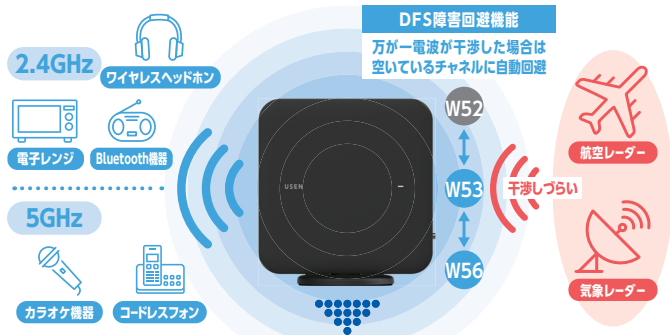 DFS障害回避機能
万が一電波が干渉した場合は
空いているチャネルに自動回避
2.4GHz
ワイヤレスヘッドホン
電子レンジ
Bluetooth機器
5GHz
カラオケ機器
コードレスフォン
USEN
W52
W53
W56
干渉しづらい
航空レーダー
気象レーダー